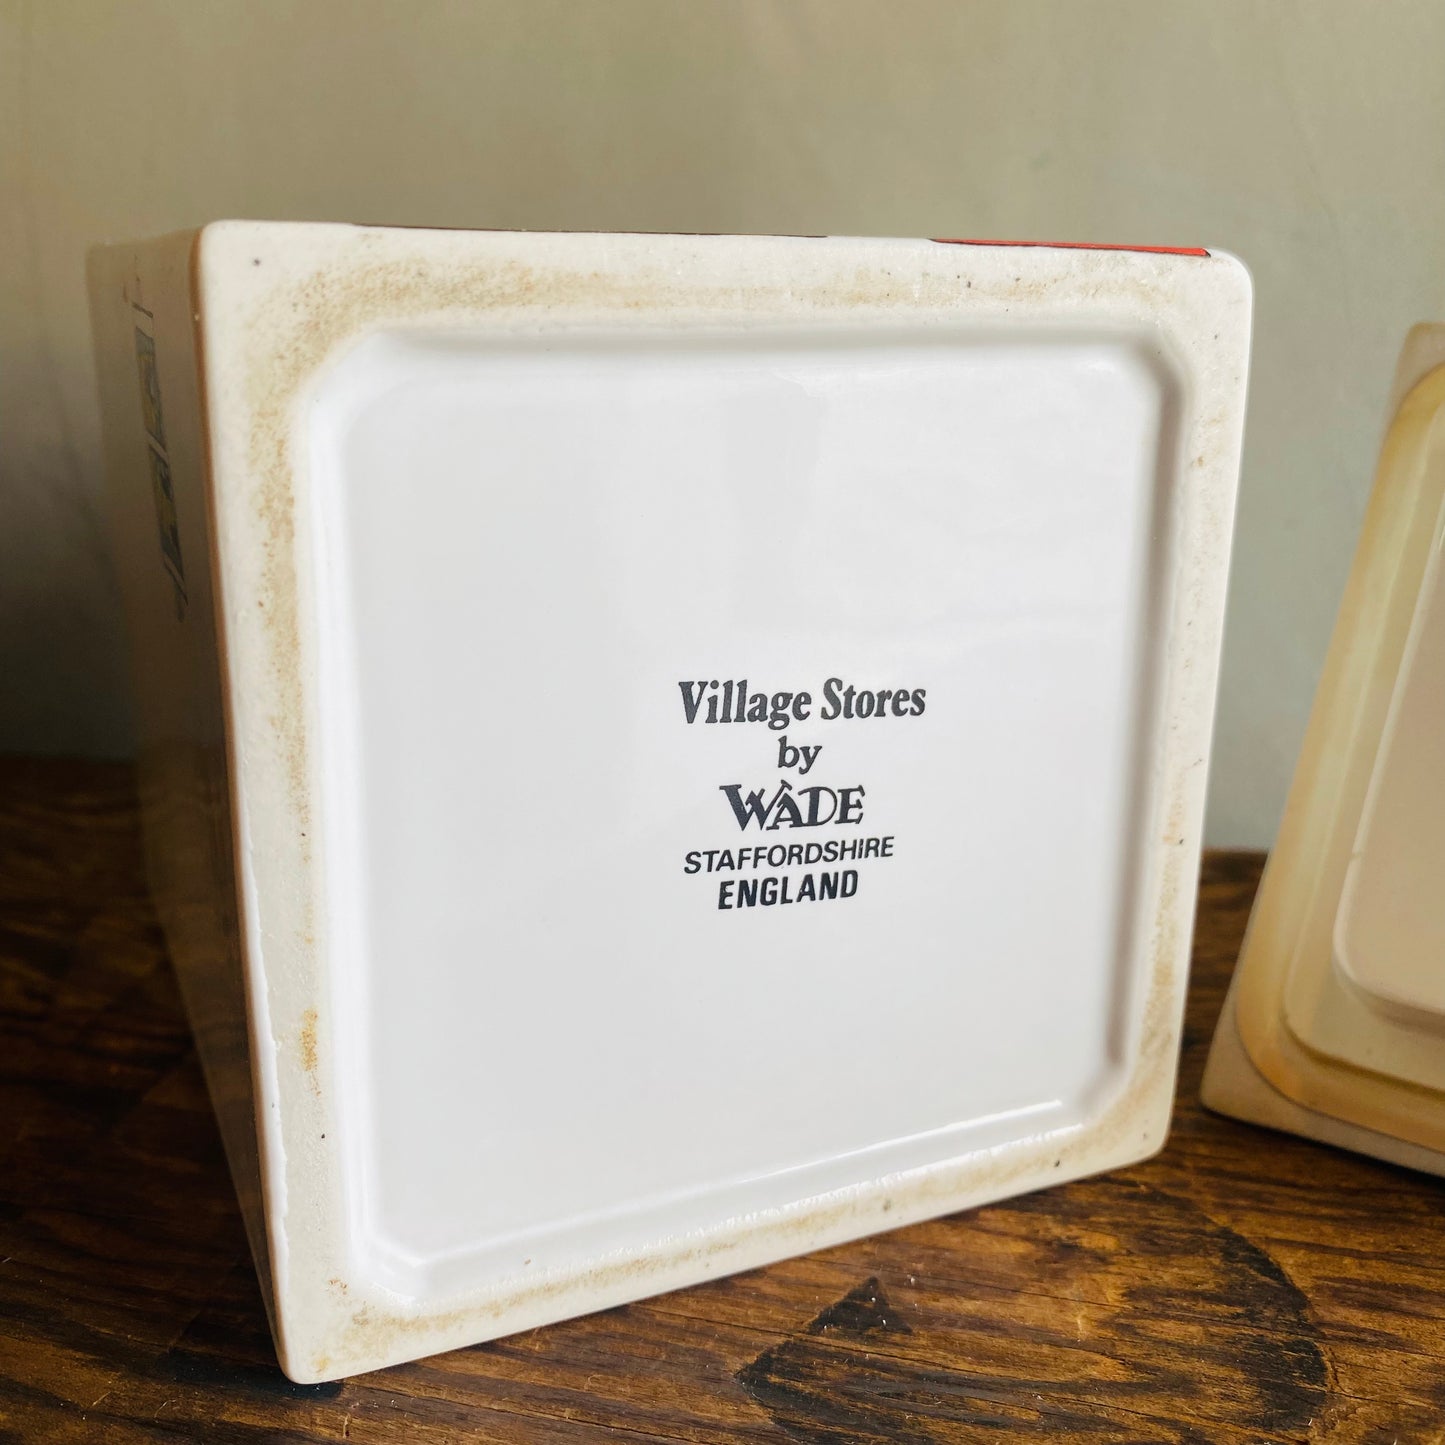 Village Stores
by
WADE
STAFFORDSHIRE
ENGLAND